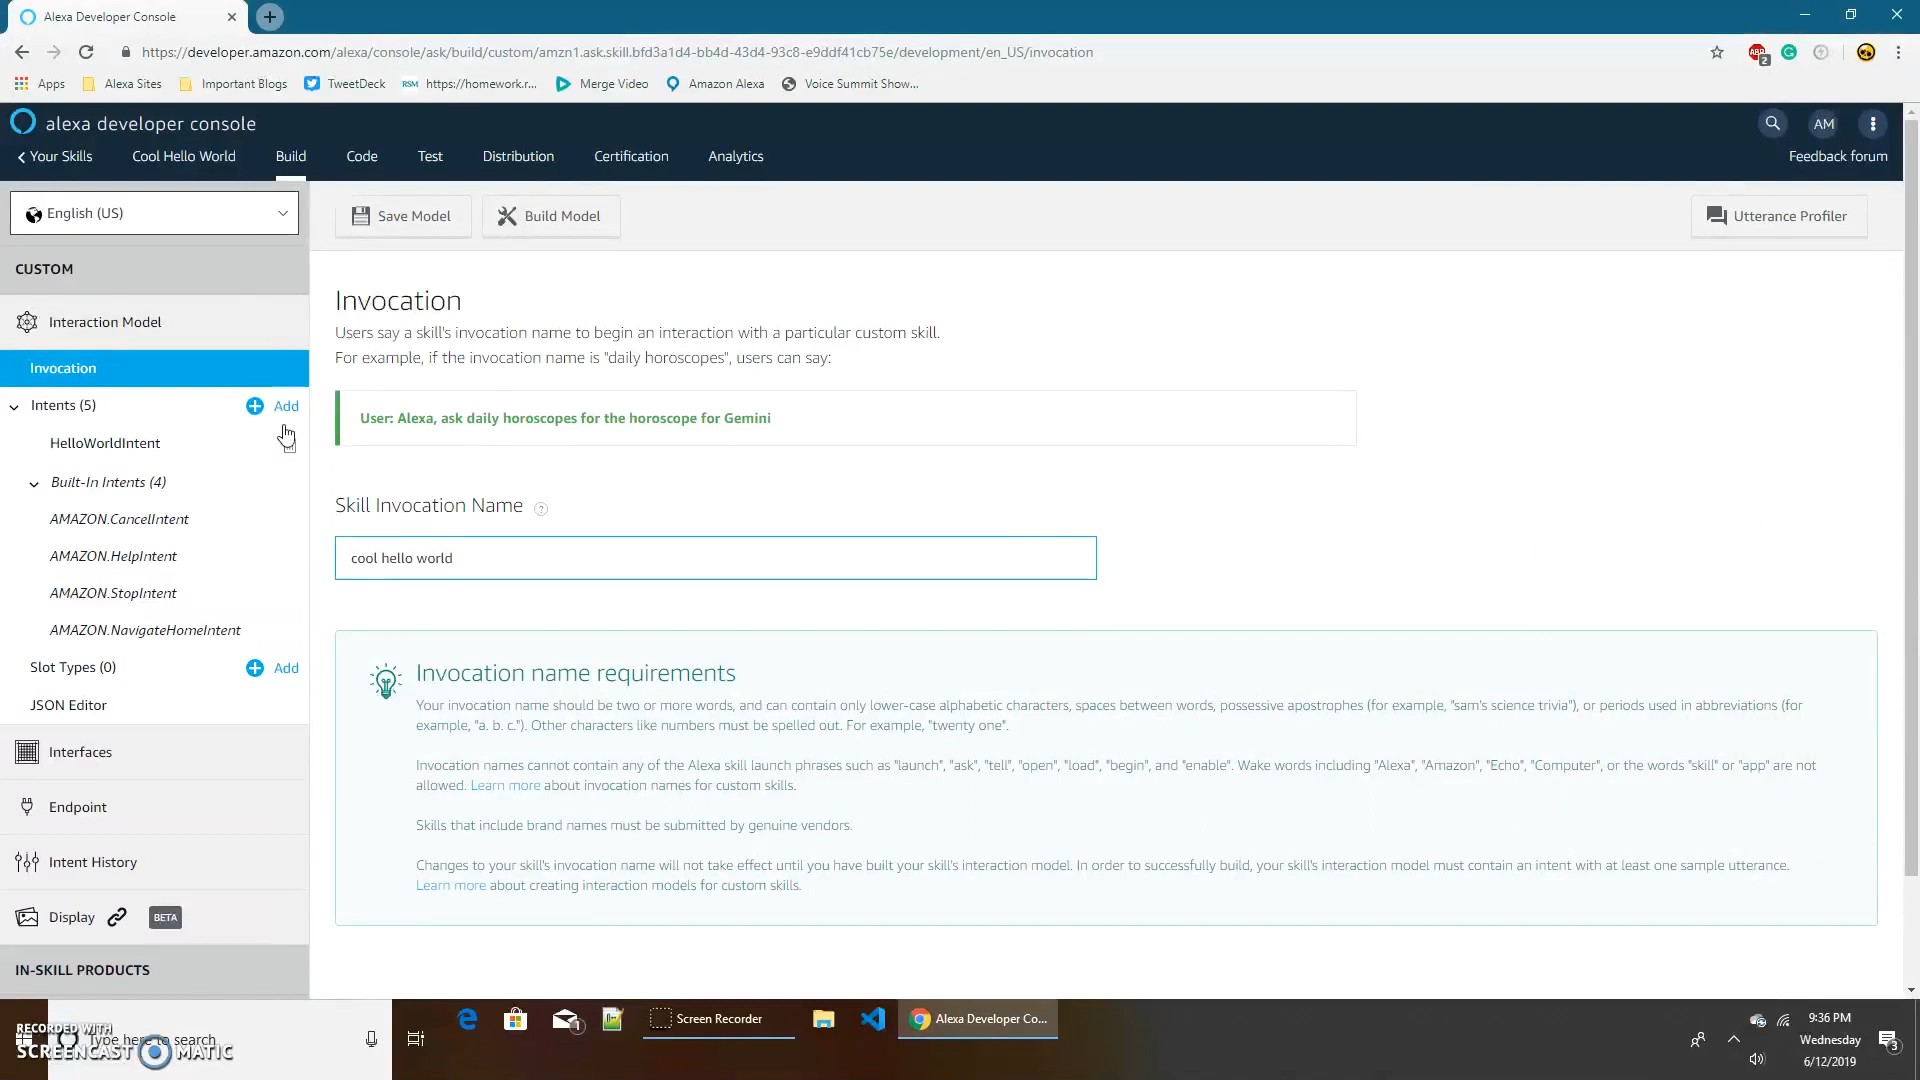 Alexa Developer Console
https://developer.amazon.com/alexa/console/ask/build/custom/amzn1.ask.skill.bfd3a1d4-bb4d-43d4-93c8-e9ddf41cb75e/development/en_US/invocation
ABP
2
Apps
Alexa Sites
Important Blogs
TweetDeck
RSM
https://homework.r...
Merge Video
Amazon Alexa
Voice Summit Show...
alexa developer console
AM
Your Skills
Cool Hello World
Build
Code
Test
Distribution
Certification
Analytics
Feedback forum
English (US)
Save Model
Build Model
Utterance Profiler
CUSTOM
Interaction Model
Invocation
Intents (5)
Add
HelloWorldIntent
Built-In Intents (4)
AMAZON.CancelIntent
AMAZON.HelpIntent
AMAZON.StopIntent
AMAZON.NavigateHomeIntent
Slot Types (0)
Add
JSON Editor
Interfaces
Endpoint
Intent History
Display
BETA
IN-SKILL PRODUCTS
Invocation
Users say a skill's invocation name to begin an interaction with a particular custom skill.
For example, if the invocation name is "daily horoscopes", users can say:
User: Alexa, ask daily horoscopes for the horoscope for Gemini
Skill Invocation Name ?
cool hello world
Invocation name requirements
Your invocation name should be two or more words, and can contain only lower-case alphabetic characters, spaces between words, possessive apostrophes (for example, "sam's science trivia"), or periods used in abbreviations (for
example, "a. b. c."). Other characters like numbers must be spelled out. For example, "twenty one".
Invocation names cannot contain any of the Alexa skill launch phrases such as "launch", "ask", "tell", "open", "load", "begin", and "enable". Wake words including "Alexa", "Amazon", "Echo", "Computer", or the words "skill" or "app" are not
allowed. Learn more about invocation names for custom skills.
Skills that include brand names must be submitted by genuine vendors.
Changes to your skill's invocation name will not take effect until you have built your skill's interaction model. In order to successfully build, your skill's interaction model must contain an intent with at least one sample utterance.
Learn more about creating interaction models for custom skills.
RECORDED WITH
SCREENCAST MATIC
Type here to search
1
Screen Recorder
Alexa Developer Co...
9:36 PM
Wednesday
6/12/2019
3